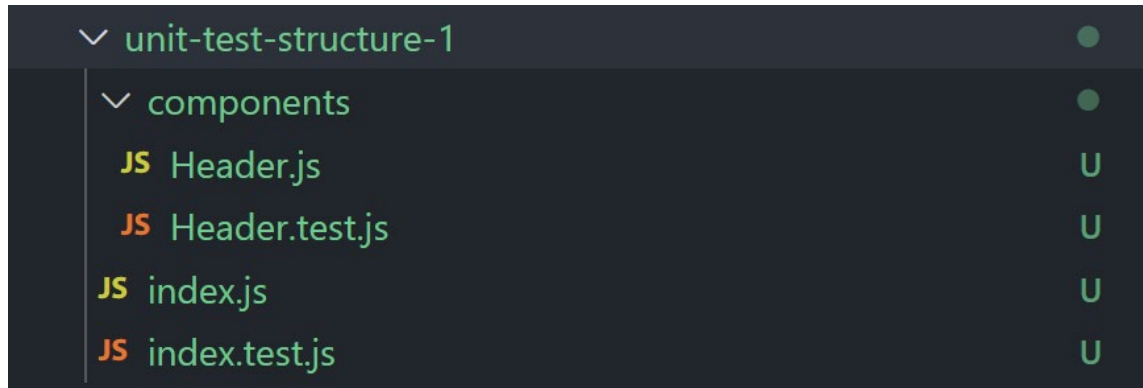 unit-test-structure-1
components
JS Header.js U
JS Header.test.js U
JS index.js U
JS index.test.js U